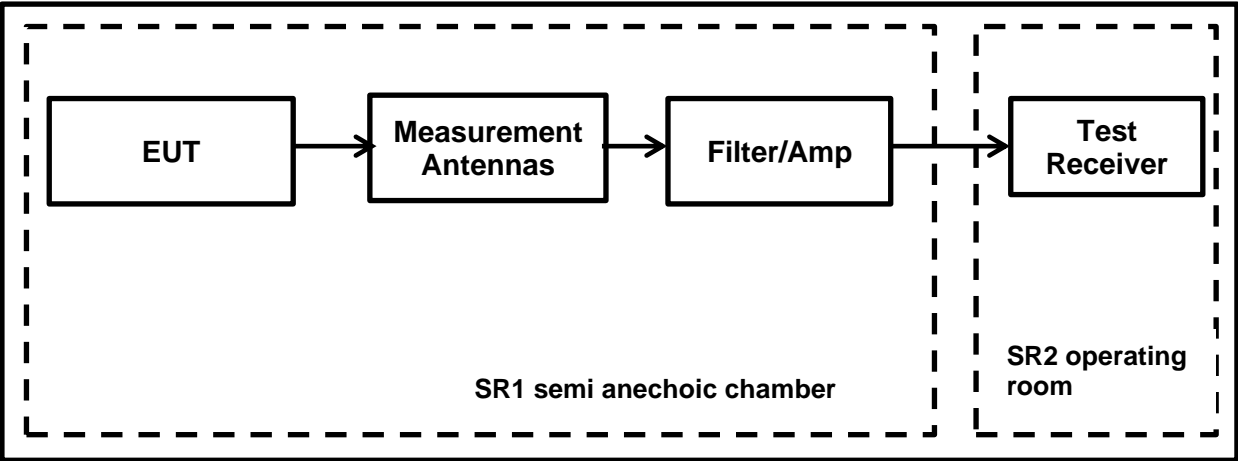 EUT
Measurement
Antennas
Filter/Amp
Test
Receiver
SR1 semi anechoic chamber
SR2 operating
room